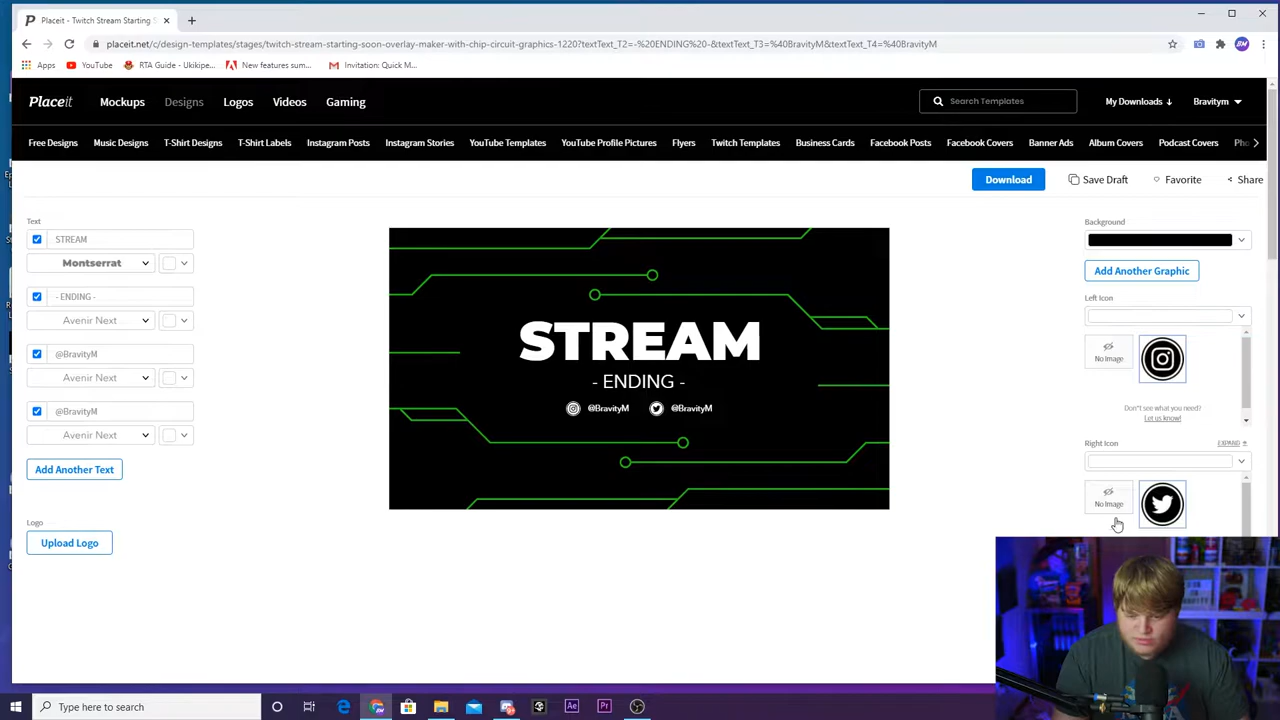 Placeit - Twitch Stream Starting
placeit.net/c/design-templates/stages/twitch-stream-starting-soon-overlay-maker-with-chip-circuit-graphics-1220?textText_T2=-%20ENDING%20-&textText_T3=%40BravityM&textText_T4=%40BravityM
Apps YouTube RTA Guide - Ukikipe... New features sum... Invitation: Quick M...
Placeit Mockups Designs Logos Videos Gaming Search Templates My Downloads Bravitym
Free Designs Music Designs T-Shirt Designs T-Shirt Labels Instagram Posts Instagram Stories YouTube Templates YouTube Profile Pictures Flyers Twitch Templates Business Cards Facebook Posts Facebook Covers Banner Ads Album Covers Podcast Covers Pho
Download Save Draft Favorite Share
Text
STREAM
Montserrat
- ENDING -
Avenir Next
@BravityM
Avenir Next
@BravityM
Avenir Next
Add Another Text
Logo
Upload Logo
STREAM
- ENDING -
@BravityM @BravityM
Background
Add Another Graphic
Left Icon
No Image
Don"t see what you need?
Let us know!
Right Icon EXPAND
No Image
Type here to search
Ae Pr